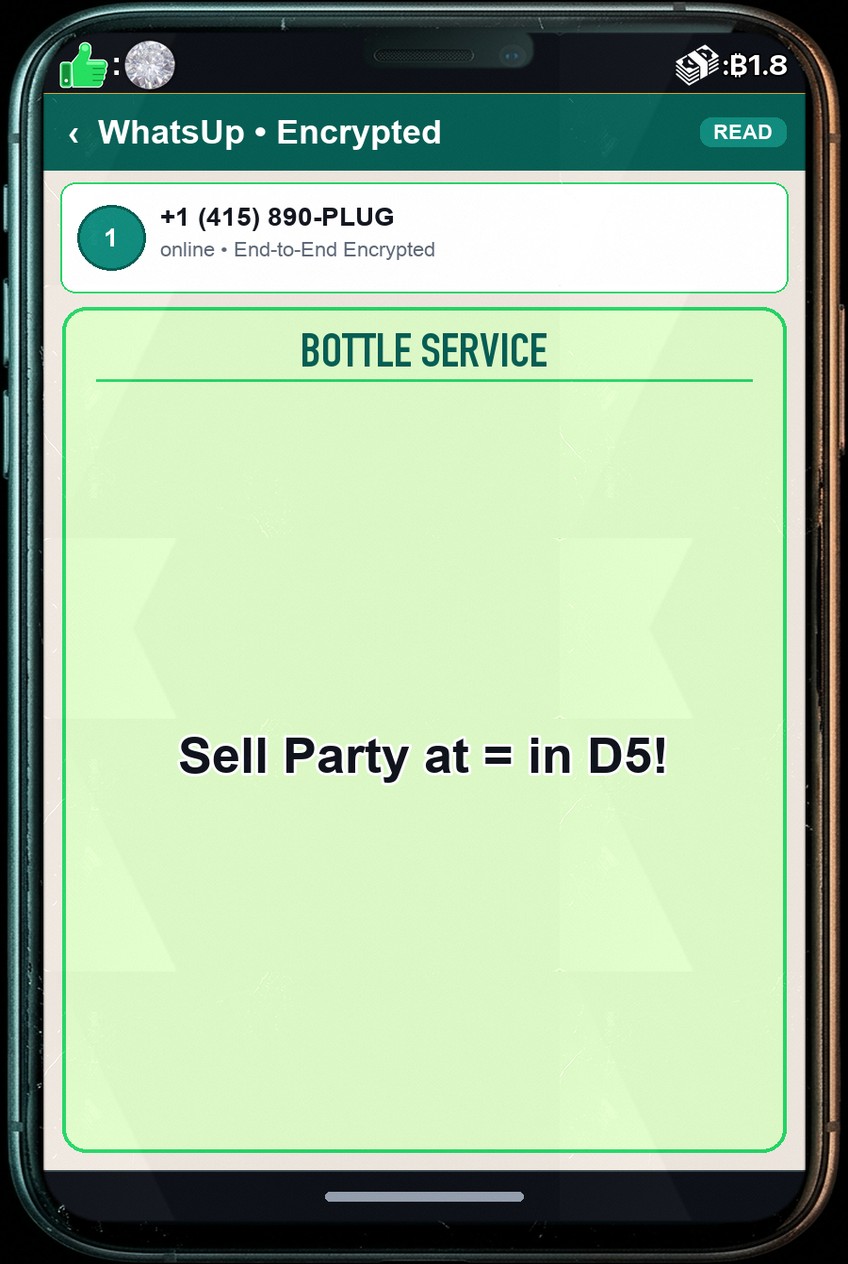 :
:฿1.8
‹ WhatsUp • Encrypted
READ
1
+1 (415) 890-PLUG
online • End-to-End Encrypted
BOTTLE SERVICE
Sell Party at = in D5!